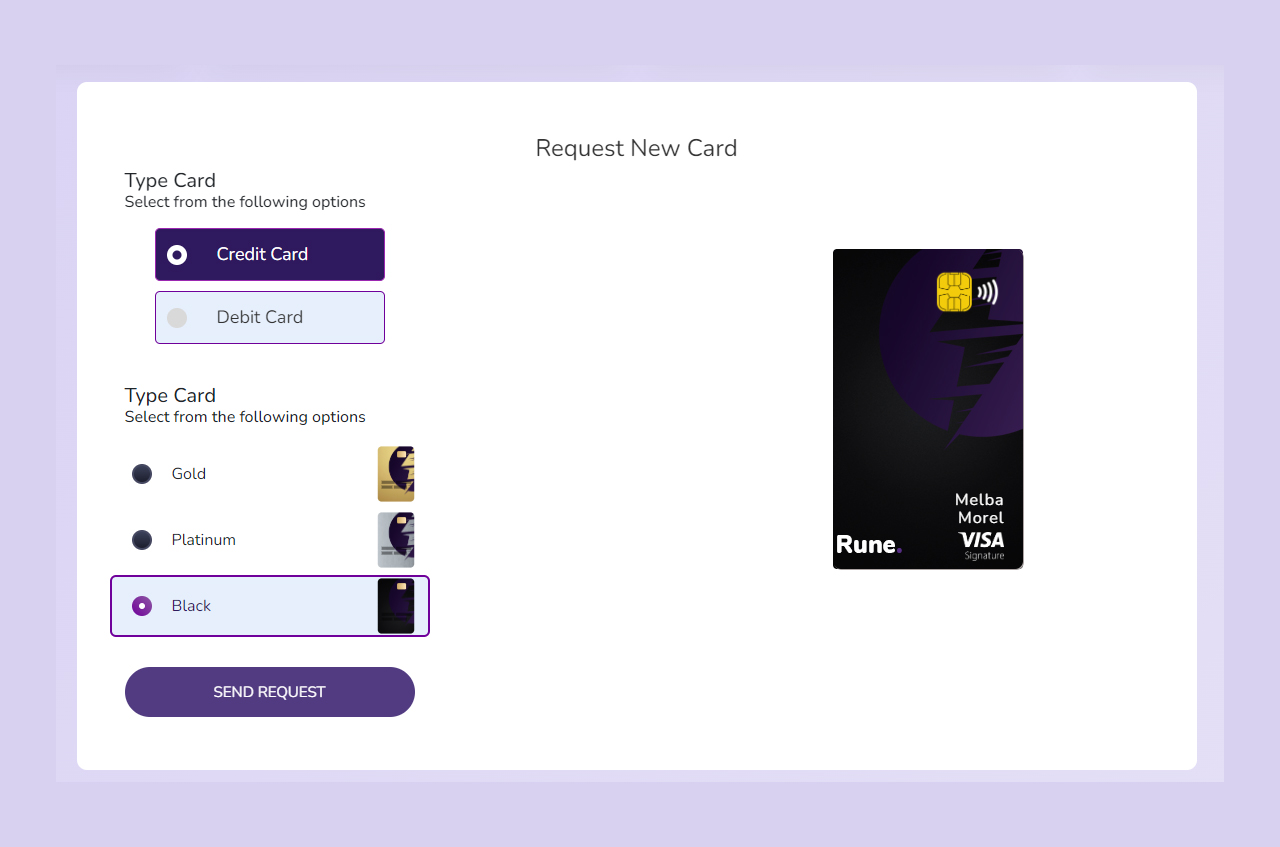 Request New Card
Type Card
Select from the following options
Credit Card
Debit Card
Type Card
Select from the following options
Gold
Platinum
Black
SEND REQUEST
Melba
Morel
Rune.
VISA
Signature